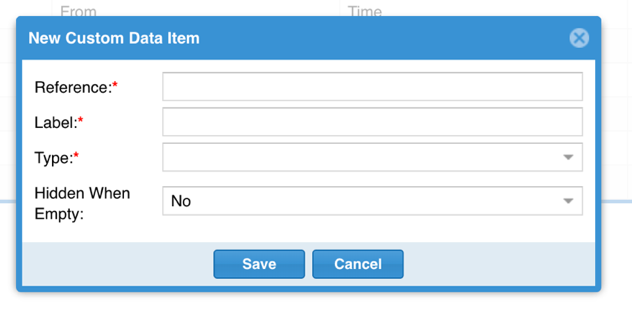 From Time
New Custom Data Item
Reference:*
Label:*
Type:*
Hidden When
Empty:
No
Save Cancel